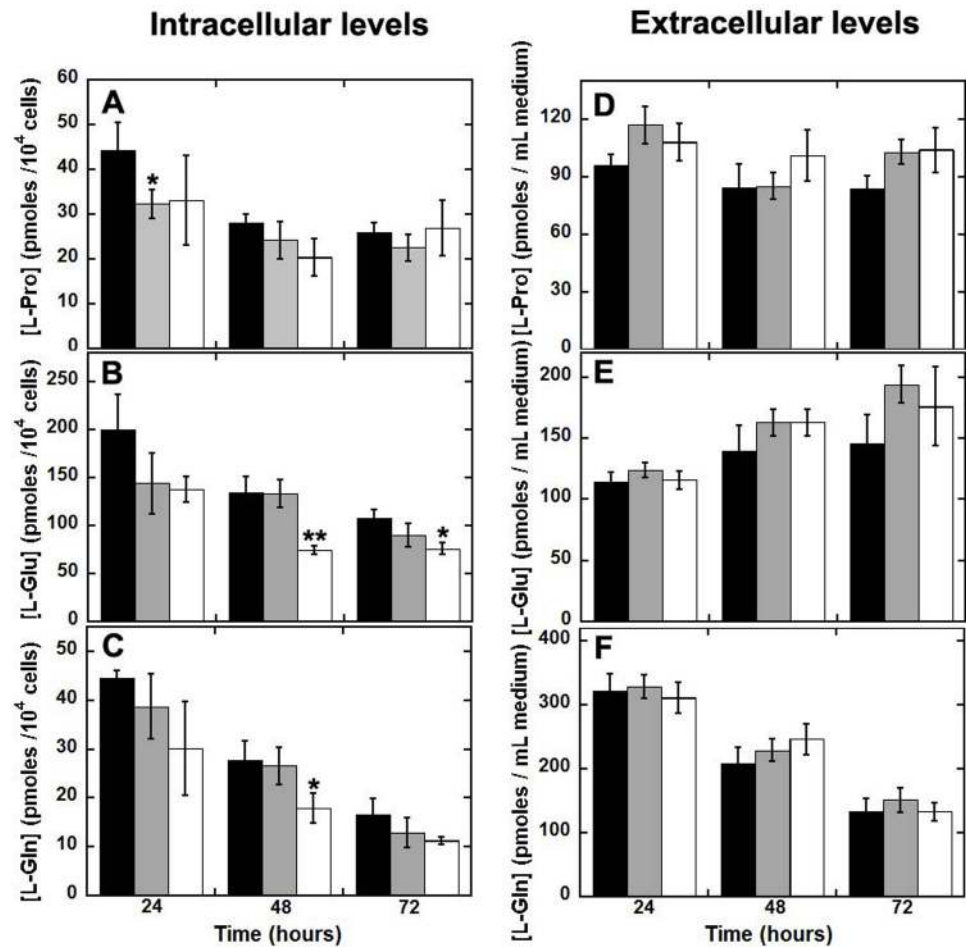 Intracellular levels
Extracellular levels
[L-Pro] (pmoles /10⁴ cells)
60
50
40
30
20
10
0
A
*
[L-Glu] (pmoles /10⁴ cells)
250
200
150
100
50
0
B
**
*
[L-Gln] (pmoles /10⁴ cells)
50
40
30
20
10
0
C
*
24 48 72
Time (hours)
[L-Pro] (pmoles / mL medium)
120
90
60
30
0
D
[L-Glu] (pmoles / mL medium)
200
150
100
50
0
E
[L-Gln] (pmoles / mL medium)
400
300
200
100
0
F
24 48 72
Time (hours)